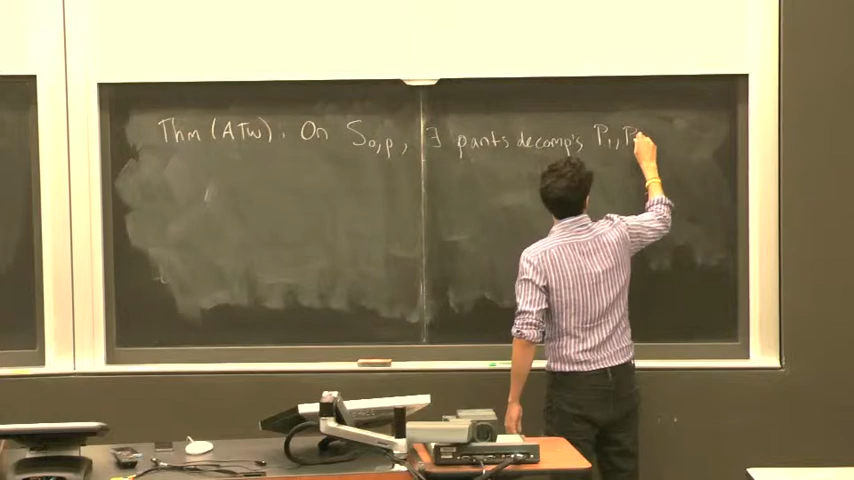 Thm (ATW). On S₀,ₚ, ∃ pants decomp's P₁, P